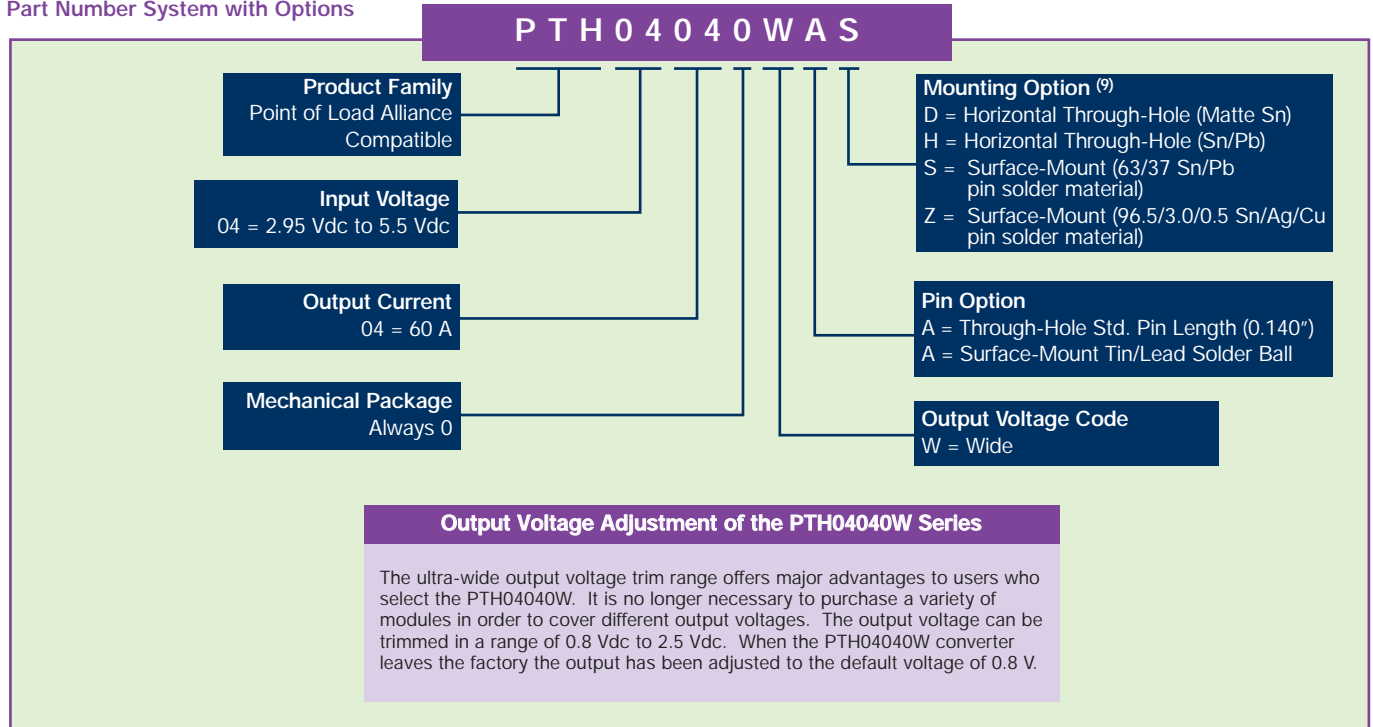 Part Number System with Options
PTH04040WAS
Product Family
Point of Load Alliance
Compatible
Input Voltage
04 = 2.95 Vdc to 5.5 Vdc
Output Current
04 = 60 A
Mechanical Package
Always 0
Mounting Option (9)
D = Horizontal Through-Hole (Matte Sn)
H = Horizontal Through-Hole (Sn/Pb)
S = Surface-Mount (63/37 Sn/Pb
pin solder material)
Z = Surface-Mount (96.5/3.0/0.5 Sn/Ag/Cu
pin solder material)
Pin Option
A = Through-Hole Std. Pin Length (0.140″)
A = Surface-Mount Tin/Lead Solder Ball
Output Voltage Code
W = Wide
Output Voltage Adjustment of the PTH04040W Series
The ultra-wide output voltage trim range offers major advantages to users who
select the PTH04040W. It is no longer necessary to purchase a variety of
modules in order to cover different output voltages. The output voltage can be
trimmed in a range of 0.8 Vdc to 2.5 Vdc. When the PTH04040W converter
leaves the factory the output has been adjusted to the default voltage of 0.8 V.